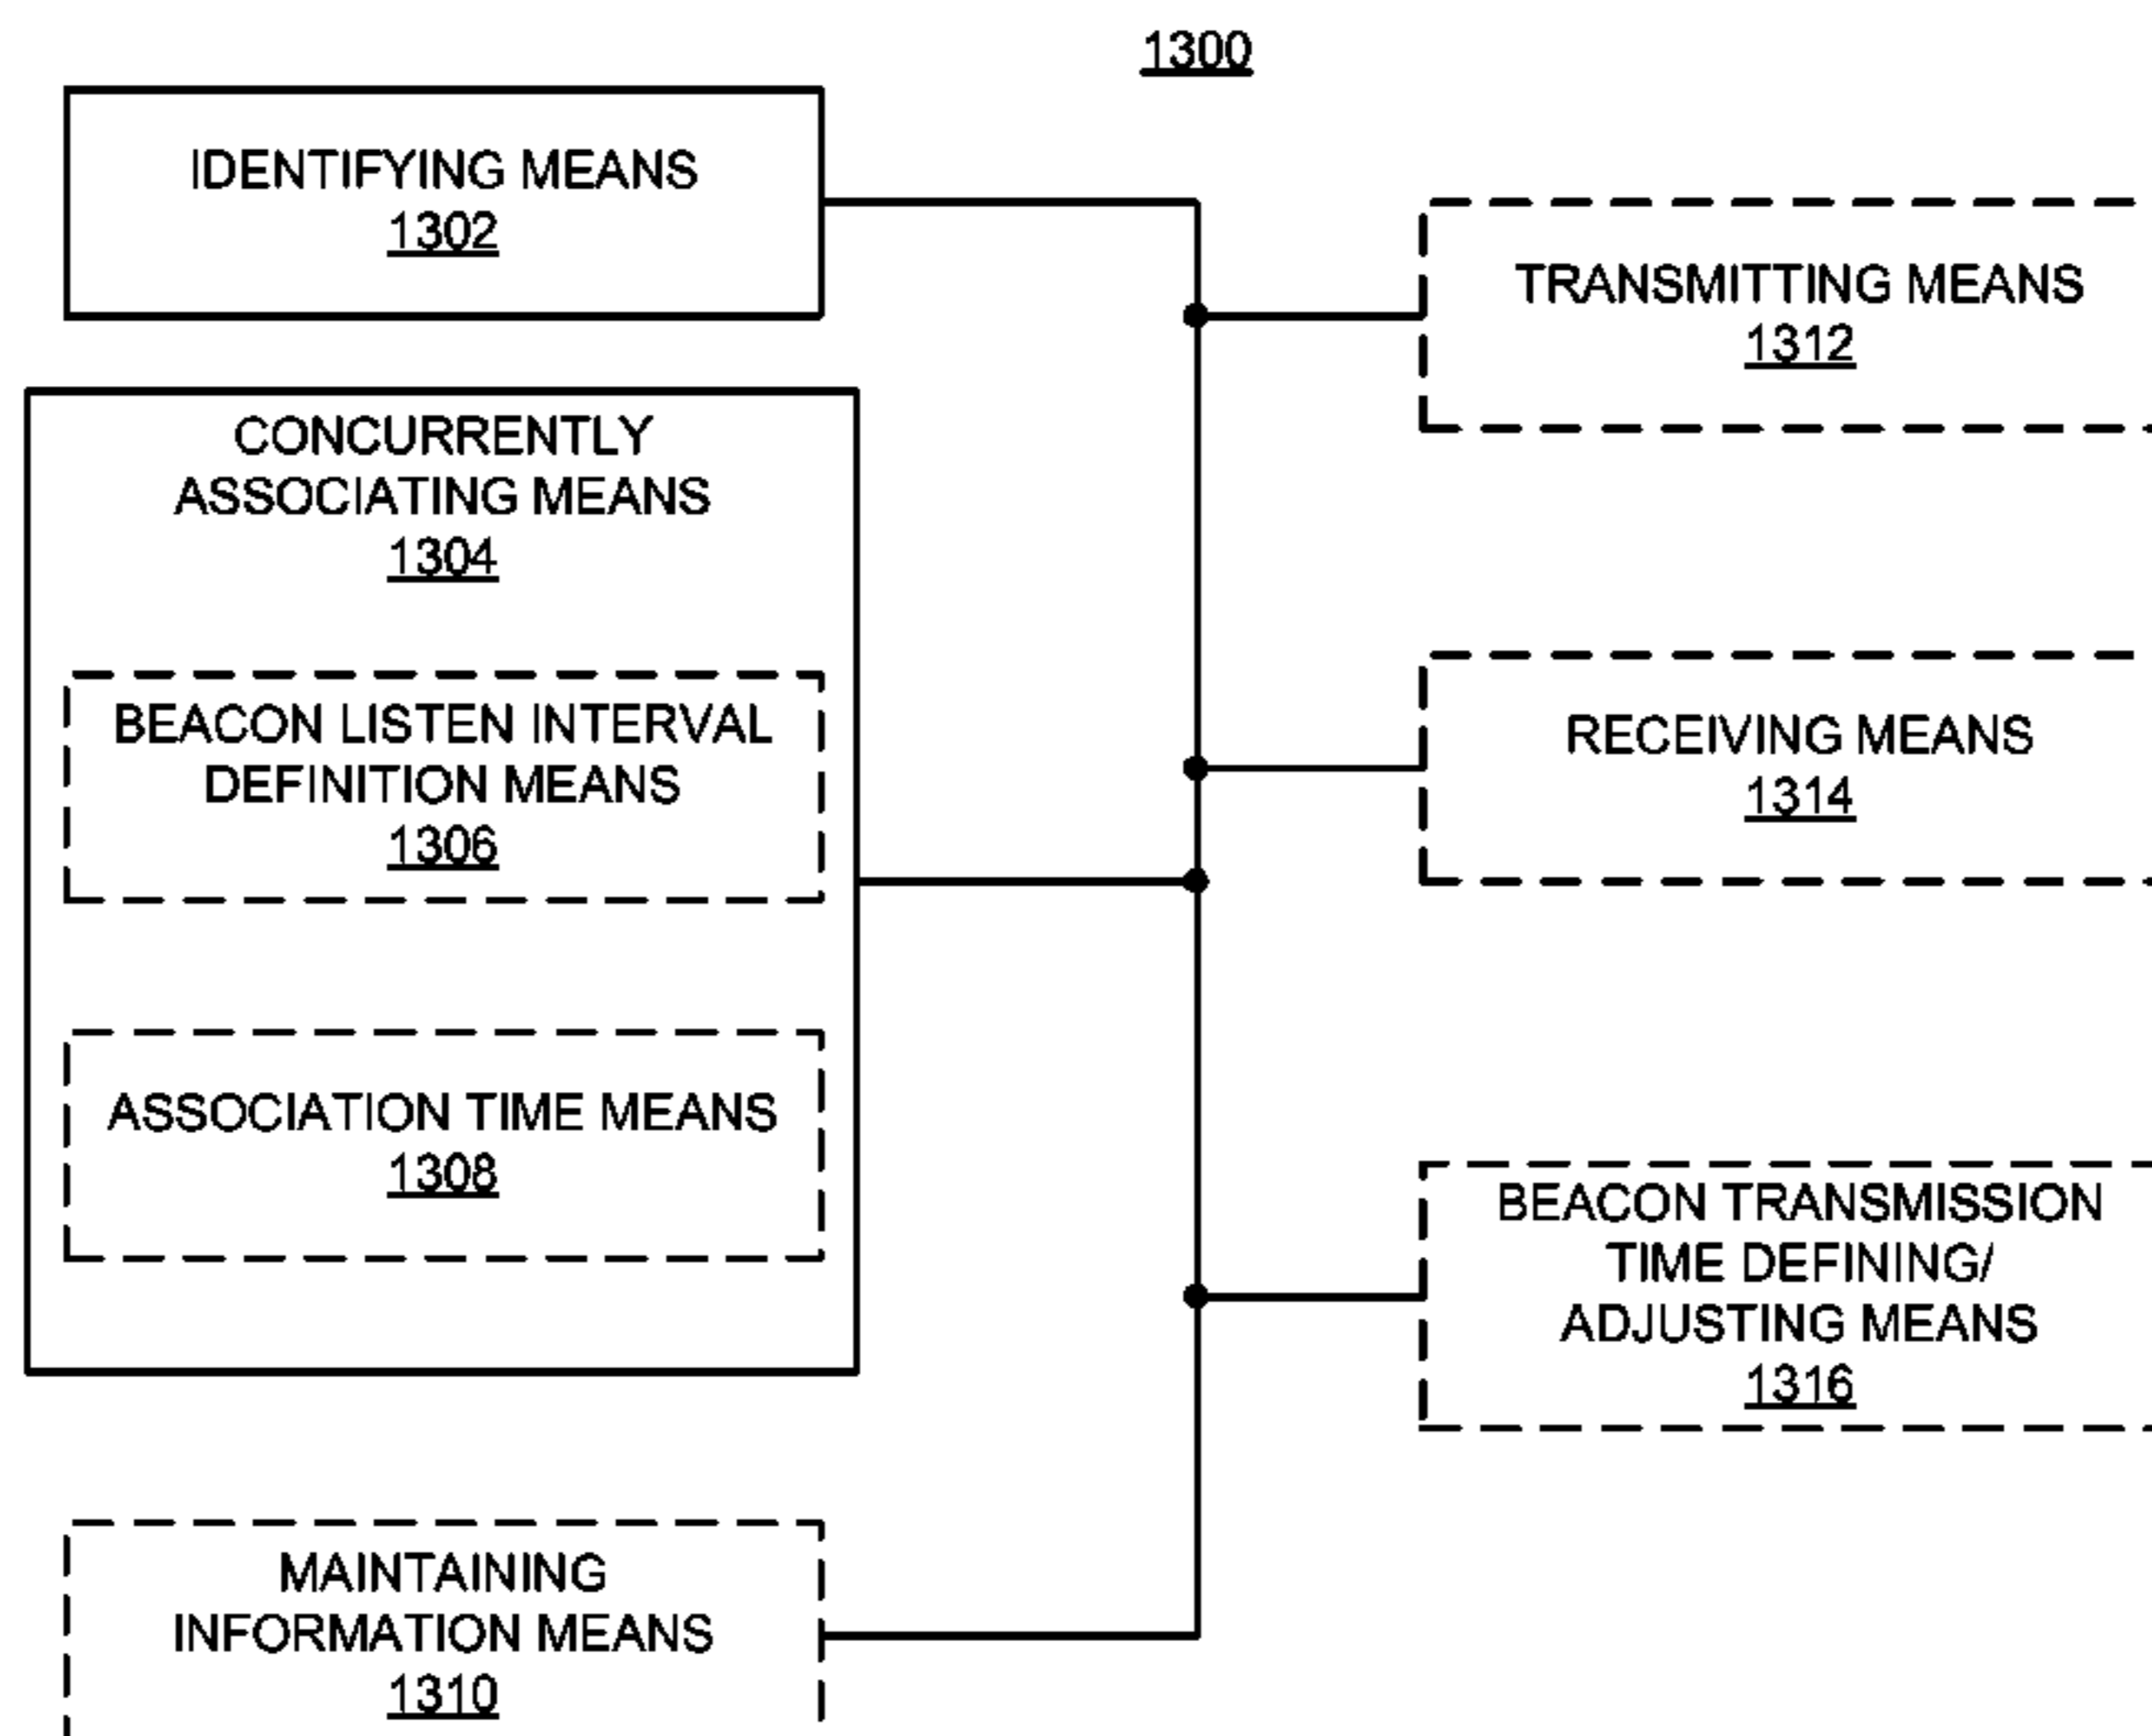 1300
IDENTIFYING MEANS
1302
CONCURRENTLY
ASSOCIATING MEANS
1304
BEACON LISTEN INTERVAL
DEFINITION MEANS
1306
ASSOCIATION TIME MEANS
1308
MAINTAINING
INFORMATION MEANS
1310
TRANSMITTING MEANS
1312
RECEIVING MEANS
1314
BEACON TRANSMISSION
TIME DEFINING/
ADJUSTING MEANS
1316